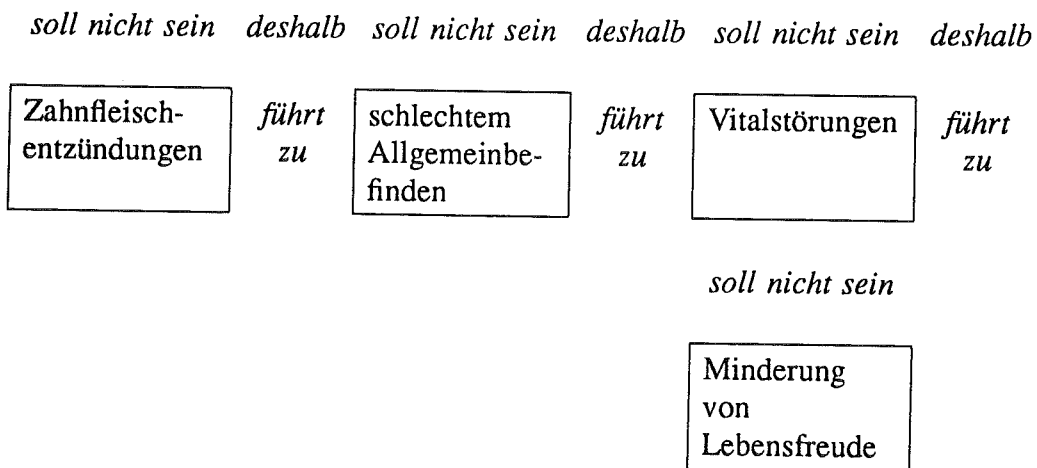 soll nicht sein deshalb soll nicht sein deshalb soll nicht sein deshalb
Zahnfleisch-
entzündungen
führt
zu
schlechtem
Allgemeinbe-
finden
führt
zu
Vitalstörungen
führt
zu
soll nicht sein
Minderung
von
Lebensfreude